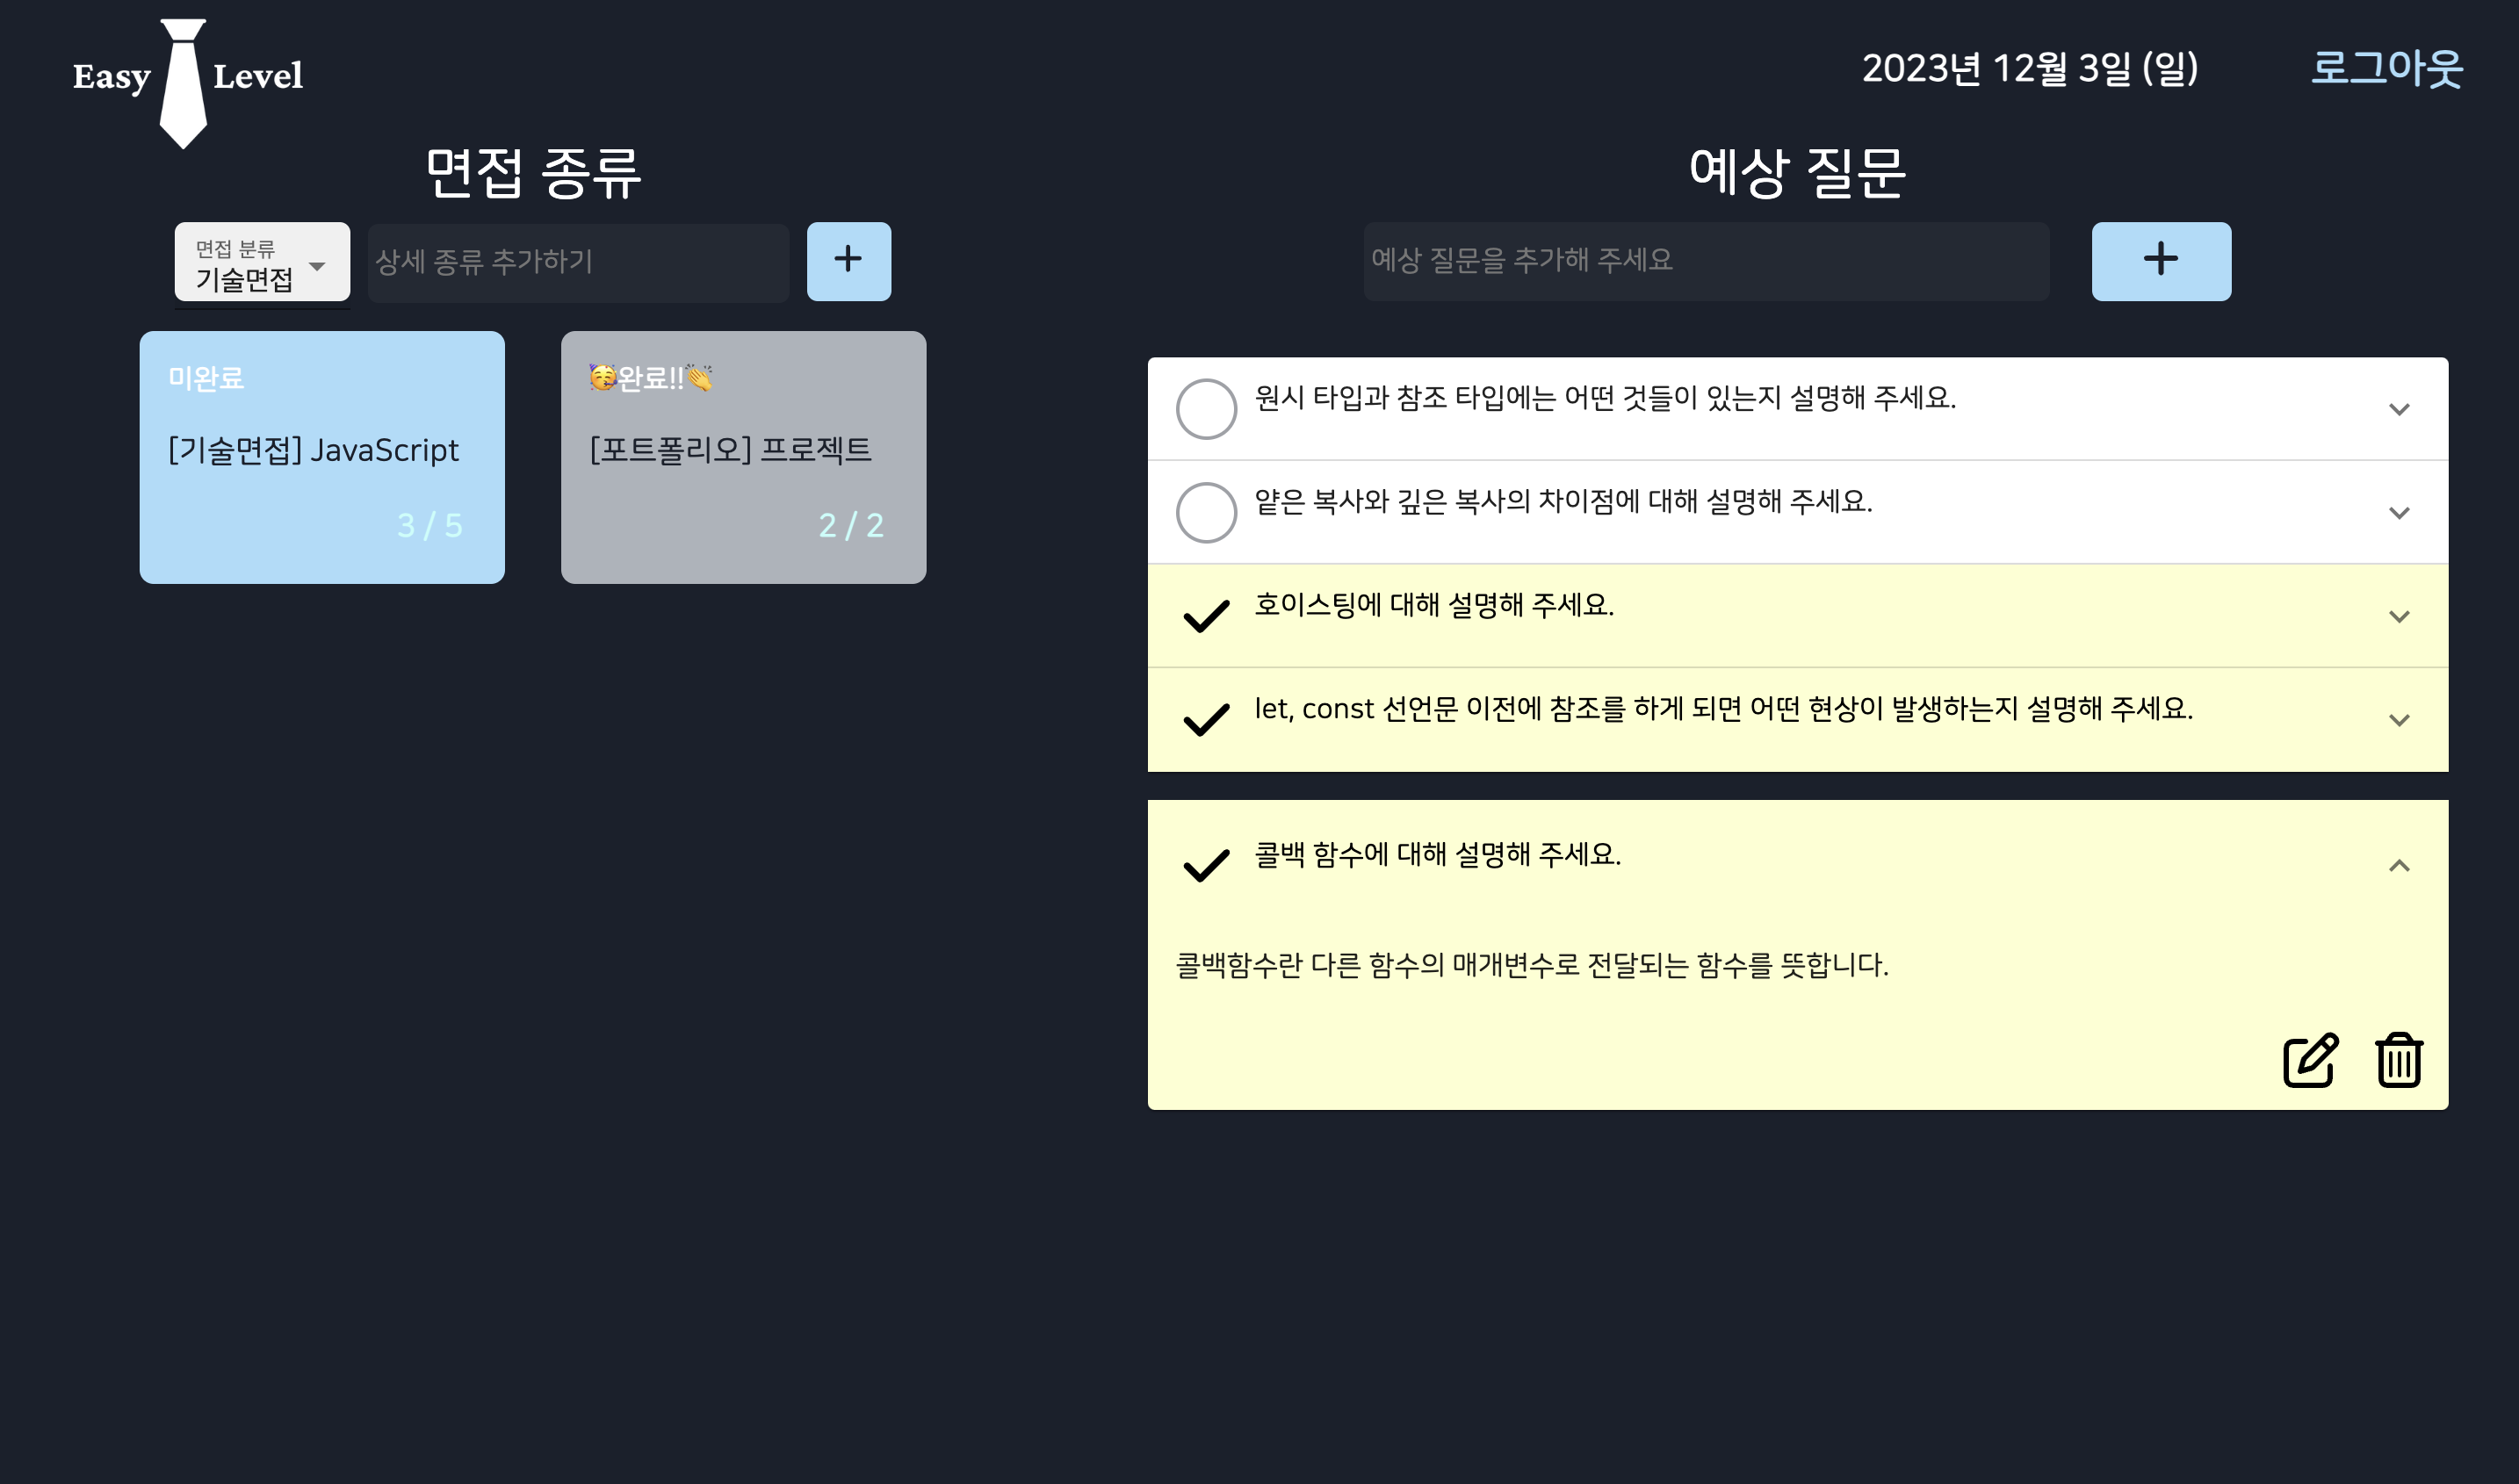 Easy Level
2023년 12월 3일 (일)
로그아웃
면접 종류
면접 분류
기술면접
상세 종류 추가하기
+
미완료
[기술면접] JavaScript
3 / 5
🥳완료!!👏
[포트폴리오] 프로젝트
2 / 2
예상 질문
예상 질문을 추가해 주세요
+
원시 타입과 참조 타입에는 어떤 것들이 있는지 설명해 주세요.
얕은 복사와 깊은 복사의 차이점에 대해 설명해 주세요.
호이스팅에 대해 설명해 주세요.
let, const 선언문 이전에 참조를 하게 되면 어떤 현상이 발생하는지 설명해 주세요.
콜백 함수에 대해 설명해 주세요.
콜백함수란 다른 함수의 매개변수로 전달되는 함수를 뜻합니다.